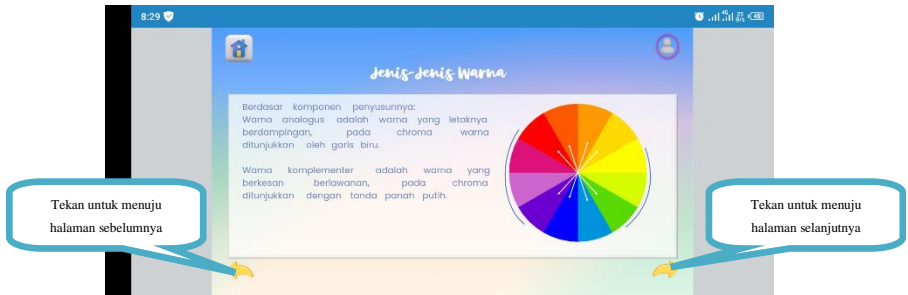 8:29
Jenis-Jenis Warna
Berdasar komponen penyusunnya:
Warna analogus adalah warna yang letaknya
berdampingan, pada chroma warna
ditunjukkan oleh garis biru.
Warna komplementer adalah warna yang
berkesan berlawanan, pada chroma
ditunjukkan dengan tanda panah putih.
Tekan untuk menuju
halaman sebelumnya
Tekan untuk menuju
halaman selanjutnya